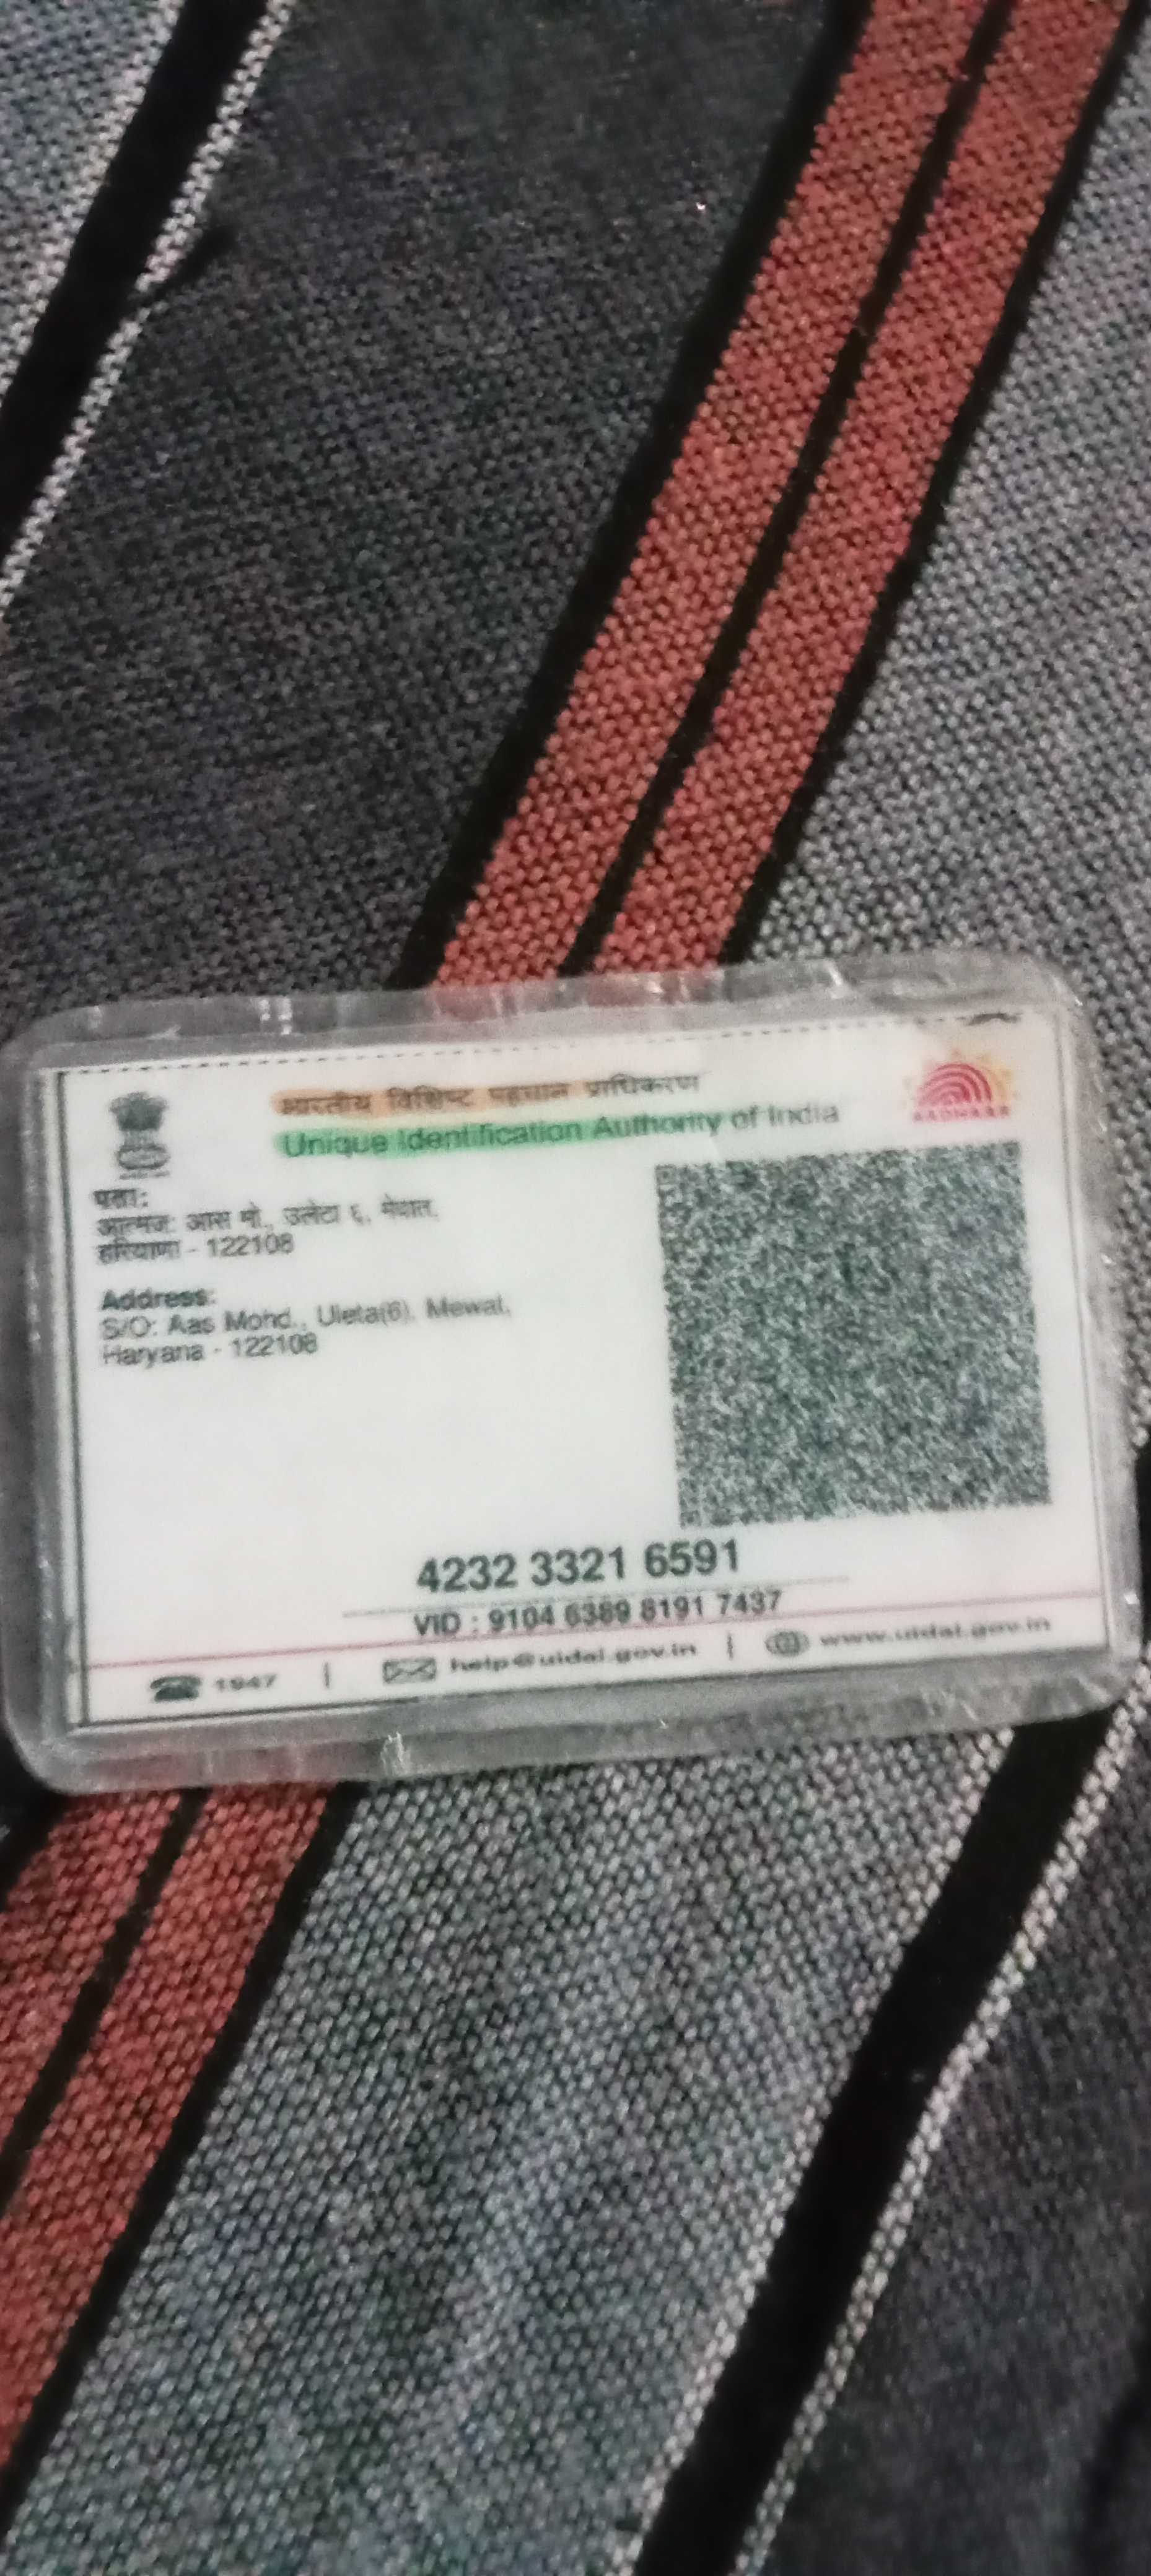 भारतीय विशिष्ट पहचान प्राधिकरण
Unique Identification Authority of India
AADHAAR
पता:
आत्मज: आस मो., उलेटा ६, मेवात,
हरियाणा - 122108
Address:
S/O: Aas Mohd., Uleta(6), Mewat,
Haryana - 122108
4232 3321 6591
VID : 9104 6389 8191 7437
1947 | help@uidai.gov.in | www.uidai.gov.in